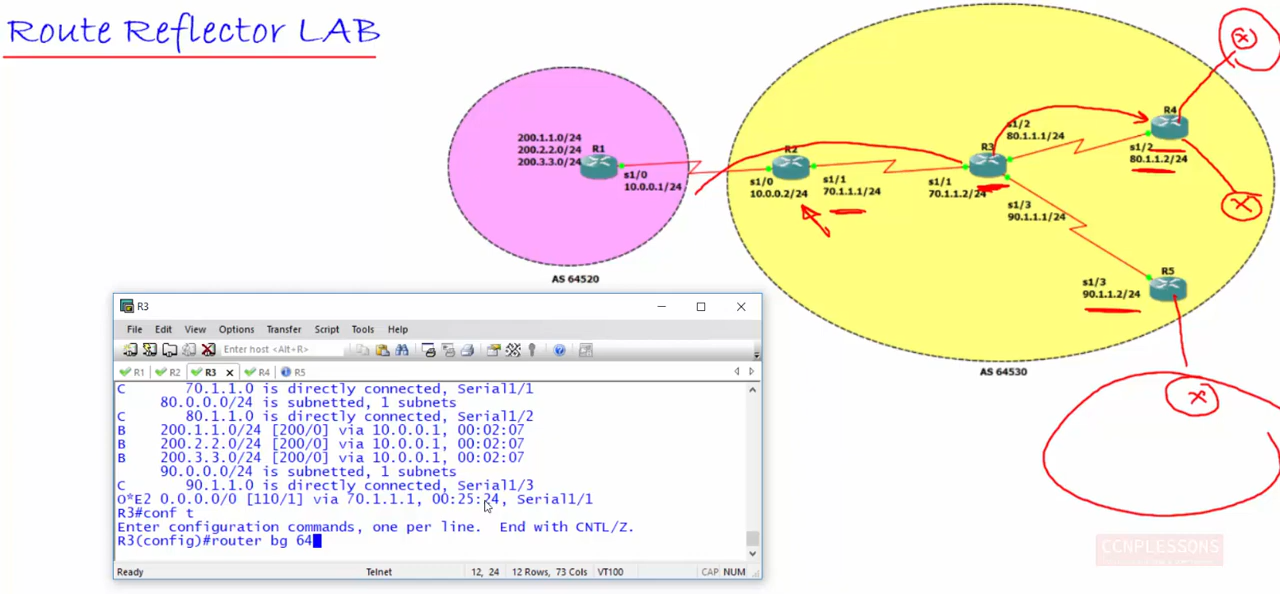 Route Reflector LAB
200.1.1.0/24
200.2.2.0/24
200.3.3.0/24
R1
s1/0
10.0.0.1/24
AS 64520
R2
s1/0
10.0.0.2/24
s1/1
70.1.1.1/24
R3
s1/1
70.1.1.2/24
s1/2
80.1.1.1/24
s1/3
90.1.1.1/24
R4
s1/2
80.1.1.2/24
x
x
R5
s1/3
90.1.1.2/24
x
AS 64530
R3
File Edit View Options Transfer Script Tools Help
Enter host <Alt+R>
R1 R2 R3 x R4 R5
C 70.1.1.0 is directly connected, Serial1/1
80.0.0.0/24 is subnetted, 1 subnets
C 80.1.1.0 is directly connected, Serial1/2
B 200.1.1.0/24 [200/0] via 10.0.0.1, 00:02:07
B 200.2.2.0/24 [200/0] via 10.0.0.1, 00:02:07
B 200.3.3.0/24 [200/0] via 10.0.0.1, 00:02:07
90.0.0.0/24 is subnetted, 1 subnets
C 90.1.1.0 is directly connected, Serial1/3
O*E2 0.0.0.0/0 [110/1] via 70.1.1.1, 00:25:24, Serial1/1
R3#conf t
Enter configuration commands, one per line. End with CNTL/Z.
R3(config)#router bg 64
Ready Telnet 12, 24 12 Rows, 73 Cols VT100 CAP NUM
CCNPLESSONS